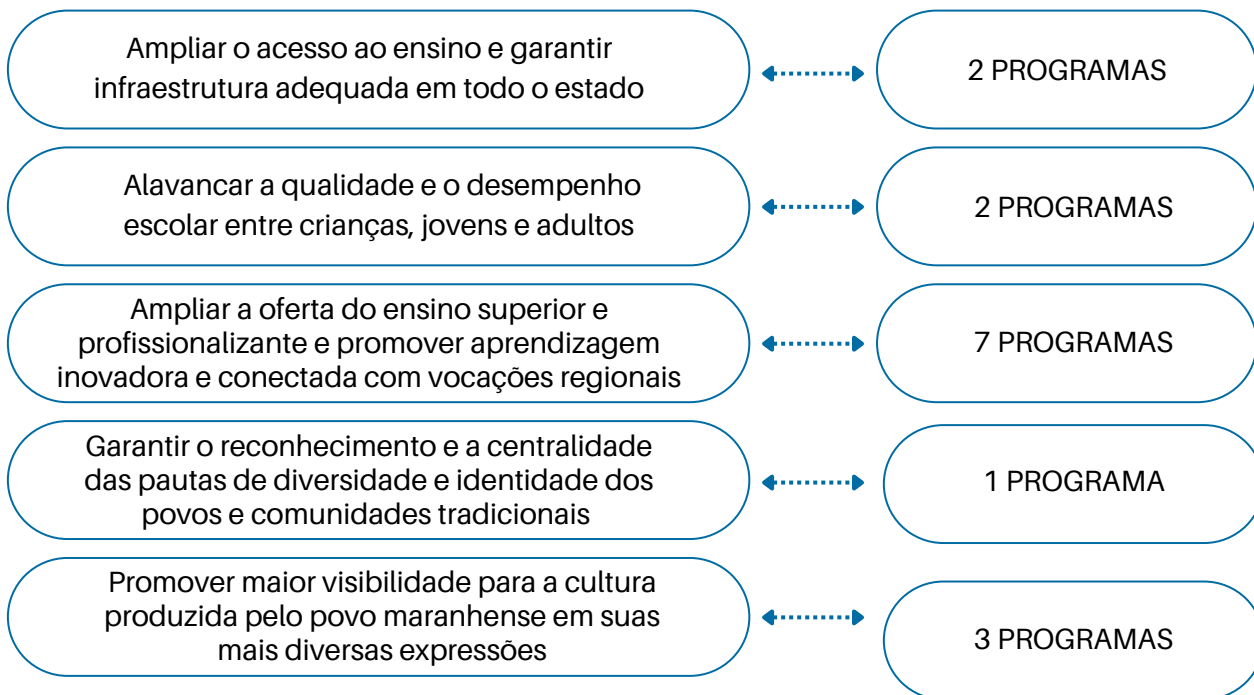 Ampliar o acesso ao ensino e garantir
infraestrutura adequada em todo o estado
2 PROGRAMAS
Alavancar a qualidade e o desempenho
escolar entre crianças, jovens e adultos
2 PROGRAMAS
Ampliar a oferta do ensino superior e
profissionalizante e promover aprendizagem
inovadora e conectada com vocações regionais
7 PROGRAMAS
Garantir o reconhecimento e a centralidade
das pautas de diversidade e identidade dos
povos e comunidades tradicionais
1 PROGRAMA
Promover maior visibilidade para a cultura
produzida pelo povo maranhense em suas
mais diversas expressões
3 PROGRAMAS